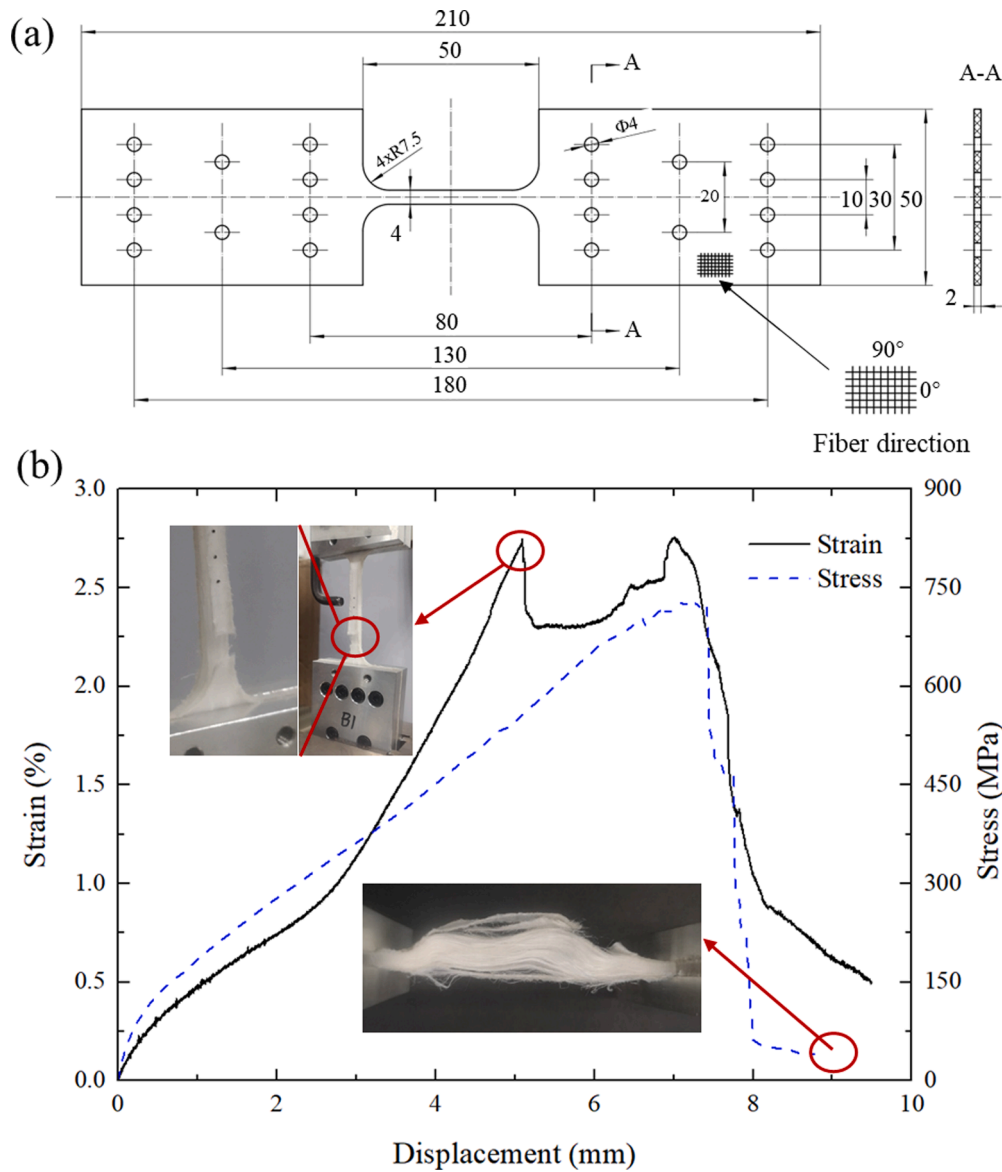 (a)
210
50
A
A-A
4xR7.5
Φ4
20
10
30
50
4
2
80
A
130
180
90°
0°
Fiber direction
(b)
3.0
900
Strain
Stress
2.5
750
2.0
600
B1
1.5
450
1.0
300
0.5
150
0.0
0
0
2
4
6
8
10
Strain (%)
Stress (MPa)
Displacement (mm)